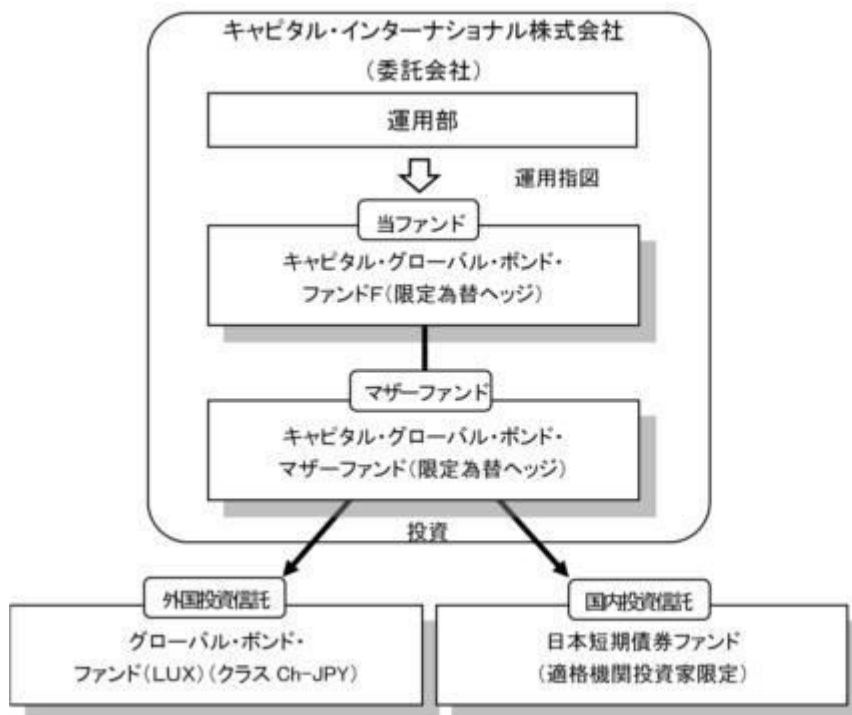 キャピタル・インターナショナル株式会社
(委託会社)
運用部
運用指図
当ファンド
キャピタル・グローバル・ボンド・
ファンドF(限定為替ヘッジ)
マザーファンド
キャピタル・グローバル・ボンド・
マザーファンド(限定為替ヘッジ)
投資
外国投資信託
グローバル・ボンド・
ファンド(LUX)(クラス Ch-JPY)
国内投資信託
日本短期債券ファンド
(適格機関投資家限定)